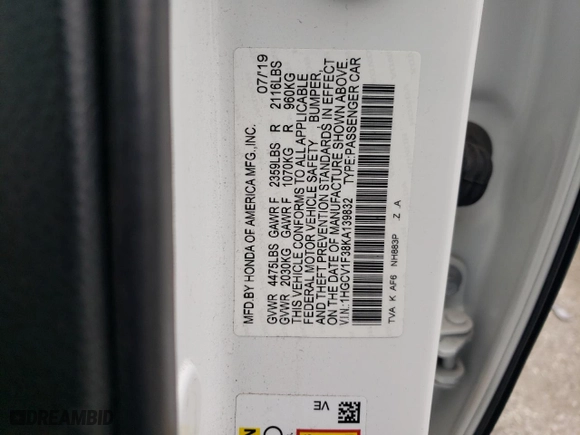 MFD.BY HONDA OF AMERICA MFG.,INC. 07/'19
GVWR 4475LBS GAWR F 2359LBS R 2116LBS
GVWR 2030KG GAWR F 1070KG R 960KG
THIS VEHICLE CONFORMS TO ALL APPLICABLE
FEDERAL MOTOR VEHICLE SAFETY, BUMPER,
AND THEFT PREVENTION STANDARDS IN EFFECT
ON THE DATE OF MANUFACTURE SHOWN ABOVE.
V.I.N.:1HGCV1F38KA139832 TYPE:PASSENGER CAR
TVA K AF6 NH883P Z A
VE
DREAMBID